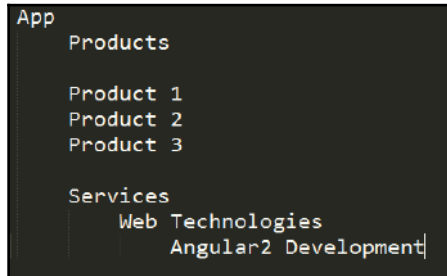 App
Products
Product 1
Product 2
Product 3
Services
Web Technologies
Angular2 Development